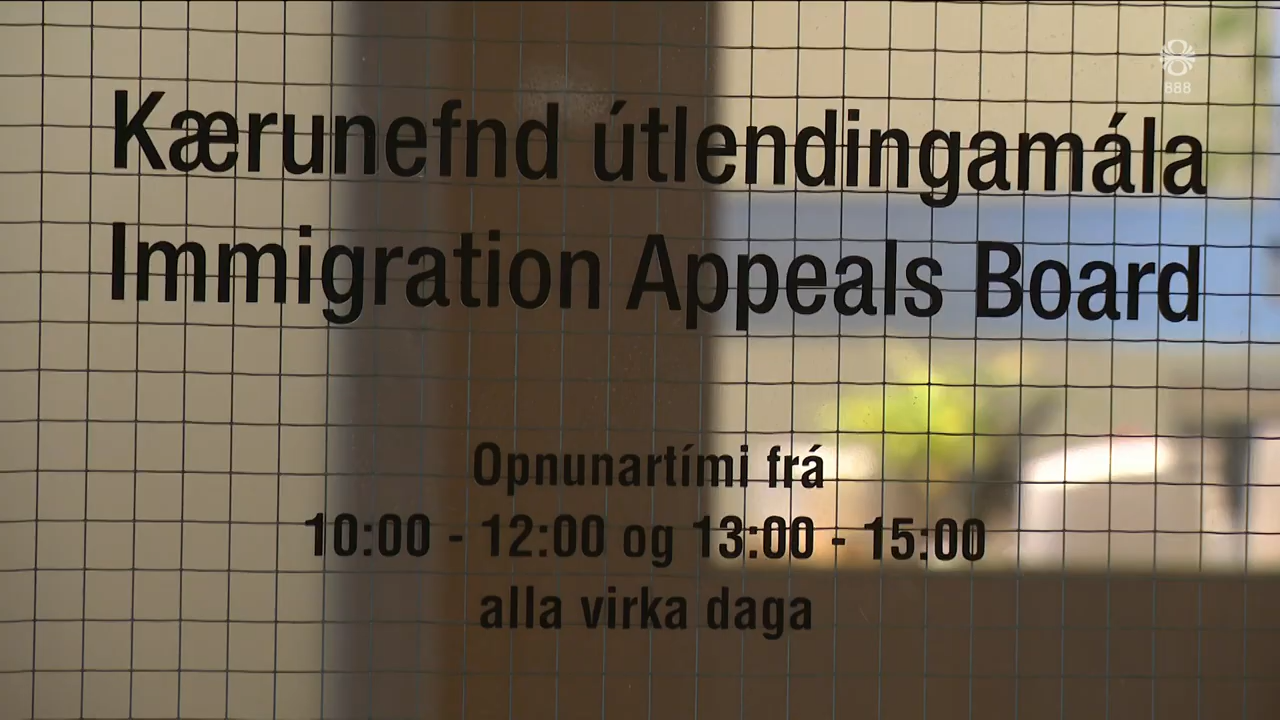 888
Kærunefnd útlendingamála
Immigration Appeals Board
Opnunartími frá
10:00 - 12:00 og 13:00 - 15:00
alla virka daga